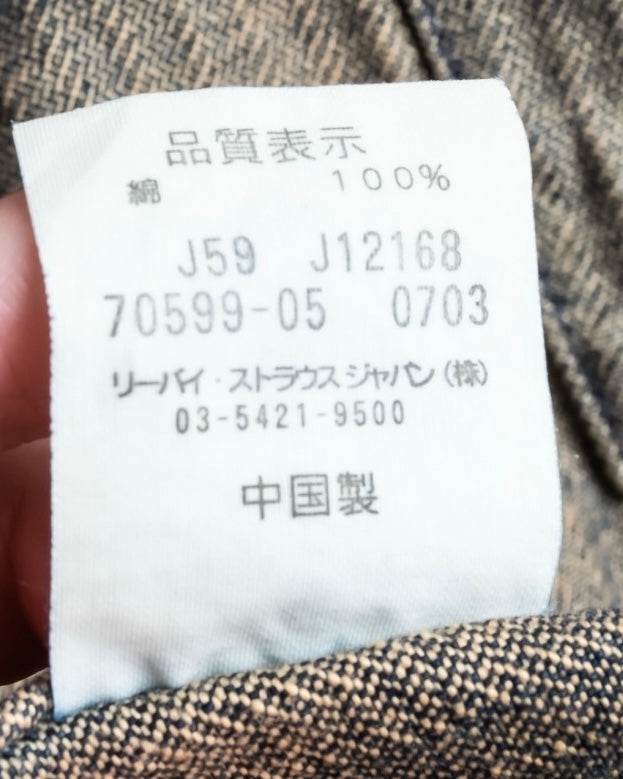 品質表示
綿 100%
J59 J12168
70599-05 0703
リーバイ・ストラウスジャパン(株)
03-5421-9500
中国製